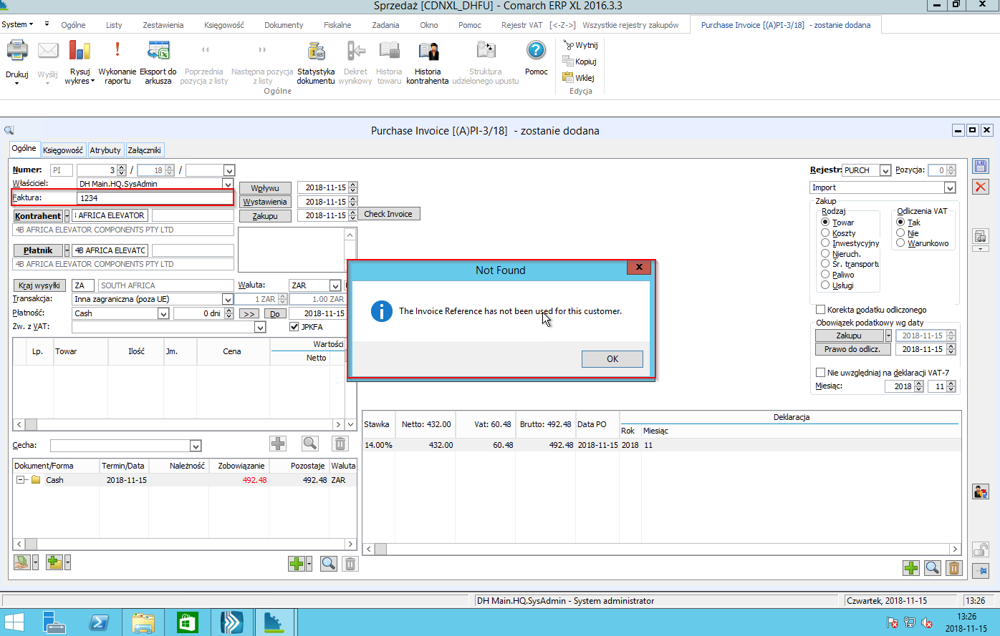 Sprzedaż [CDNXL_DHFU] - Comarch ERP XL 2016.3.3
System Ogólne Listy Zestawienia Księgowość Dokumenty Fiskalne Zadania Okno Pomoc Rejestr VAT [<-Z->] Wszystkie rejestry zakupów Purchase Invoice [(A)PI-3/18] - zostanie dodana
Drukuj
Wyślij
Rysuj wykres
Wykonanie raportu
Eksport do arkusza
Poprzednia pozycja z listy
Następna pozycja z listy
Statystyka dokumentu
Dekret wynikowy
Historia towaru
Historia kontrahenta
Struktura udzielonego upustu
Pomoc
Wytnij
Kopiuj
Wklej
Ogólne
Edycja
Purchase Invoice [(A)PI-3/18] - zostanie dodana
Ogólne Księgowość Atrybuty Załączniki
Numer: PI 3 / 18 /
Właściciel: DH Main.HQ.SysAdmin
Faktura: 1234
Kontrahent AFRICA ELEVATOR
4B AFRICA ELEVATOR COMPONENTS PTY LTD
Płatnik 4B AFRICA ELEVATC
4B AFRICA ELEVATOR COMPONENTS PTY LTD
Kraj wysyłki ZA SOUTH AFRICA
Transakcja: Inna zagraniczna (poza UE)
Płatność: Cash 0 dni >> Do 2018-11-15
Zw. z VAT: JPKFA
Wpływu 2018-11-15
Wystawienia 2018-11-15
Zakupu 2018-11-15 Check Invoice
Waluta: ZAR
1 ZAR 1.00 ZAR
Rejestr: PURCH Pozycja: 0
Import
Zakup
Rodzaj
Towar
Koszty
Inwestycyjny
Nieruch.
Śr. transportu
Paliwo
Usługi
Odliczenia VAT
Tak
Nie
Warunkowo
Korekta podatku odliczonego
Obowiązek podatkowy wg daty
Zakupu 2018-11-15
Prawo do odlicz. 2018-11-15
Nie uwzględniaj na deklaracji VAT-7
Miesiąc: 2018 11
Not Found
The Invoice Reference has not been used for this customer.
OK
Lp. Towar Ilość Jm. Cena Wartości
Netto
Cecha:
Dokument/Forma Termin/Data Należność Zobowiązanie Pozostaje Waluta
Cash 2018-11-15 492.48 492.48 ZAR
Stawka Netto: 432.00 Vat: 60.48 Brutto: 492.48 Data PO Deklaracja
Rok Miesiąc
14.00% 432.00 60.48 492.48 2018-11-15 2018 11
DH Main.HQ.SysAdmin - System administrator Czwartek, 2018-11-15 13:26
13:26
2018-11-15